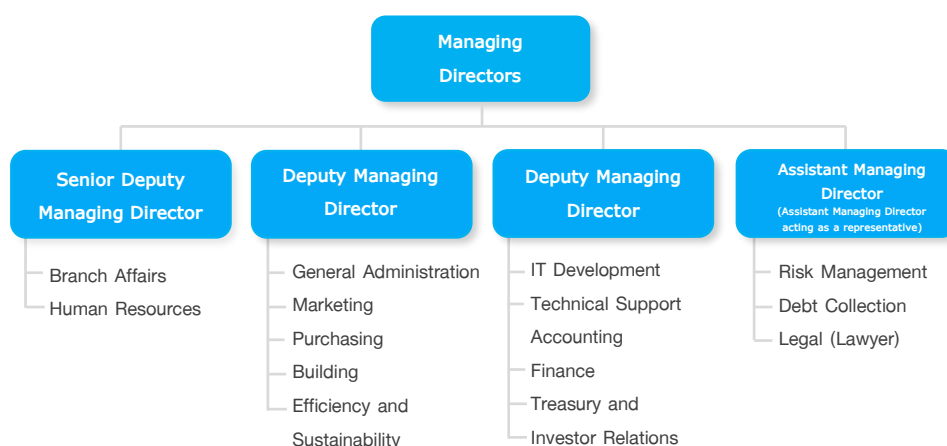 Managing
Directors
Senior Deputy
Managing Director
Branch Affairs
Human Resources
Deputy Managing
Director
General Administration
Marketing
Purchasing
Building
Efficiency and
Sustainability
Deputy Managing
Director
IT Development
Technical Support
Accounting
Finance
Treasury and
Investor Relations
Assistant Managing
Director
(Assistant Managing Director
acting as a representative)
Risk Management
Debt Collection
Legal (Lawyer)